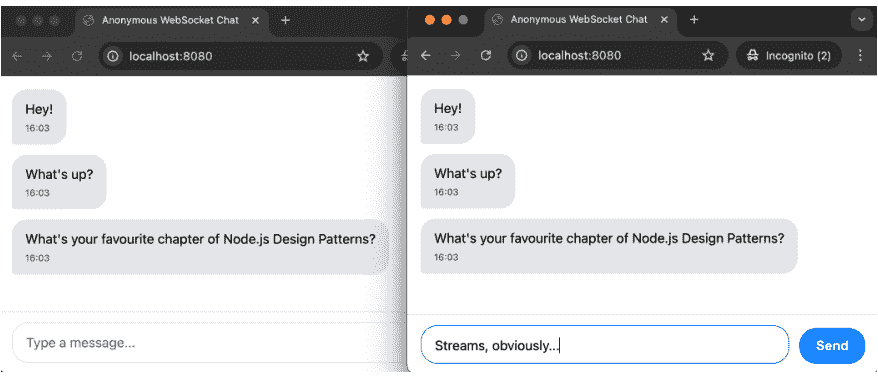 Anonymous WebSocket Chat
localhost:8080
Hey!
16:03
What's up?
16:03
What's your favourite chapter of Node.js Design Patterns?
16:03
Type a message...
Anonymous WebSocket Chat
localhost:8080
Incognito (2)
Hey!
16:03
What's up?
16:03
What's your favourite chapter of Node.js Design Patterns?
16:03
Streams, obviously...
Send